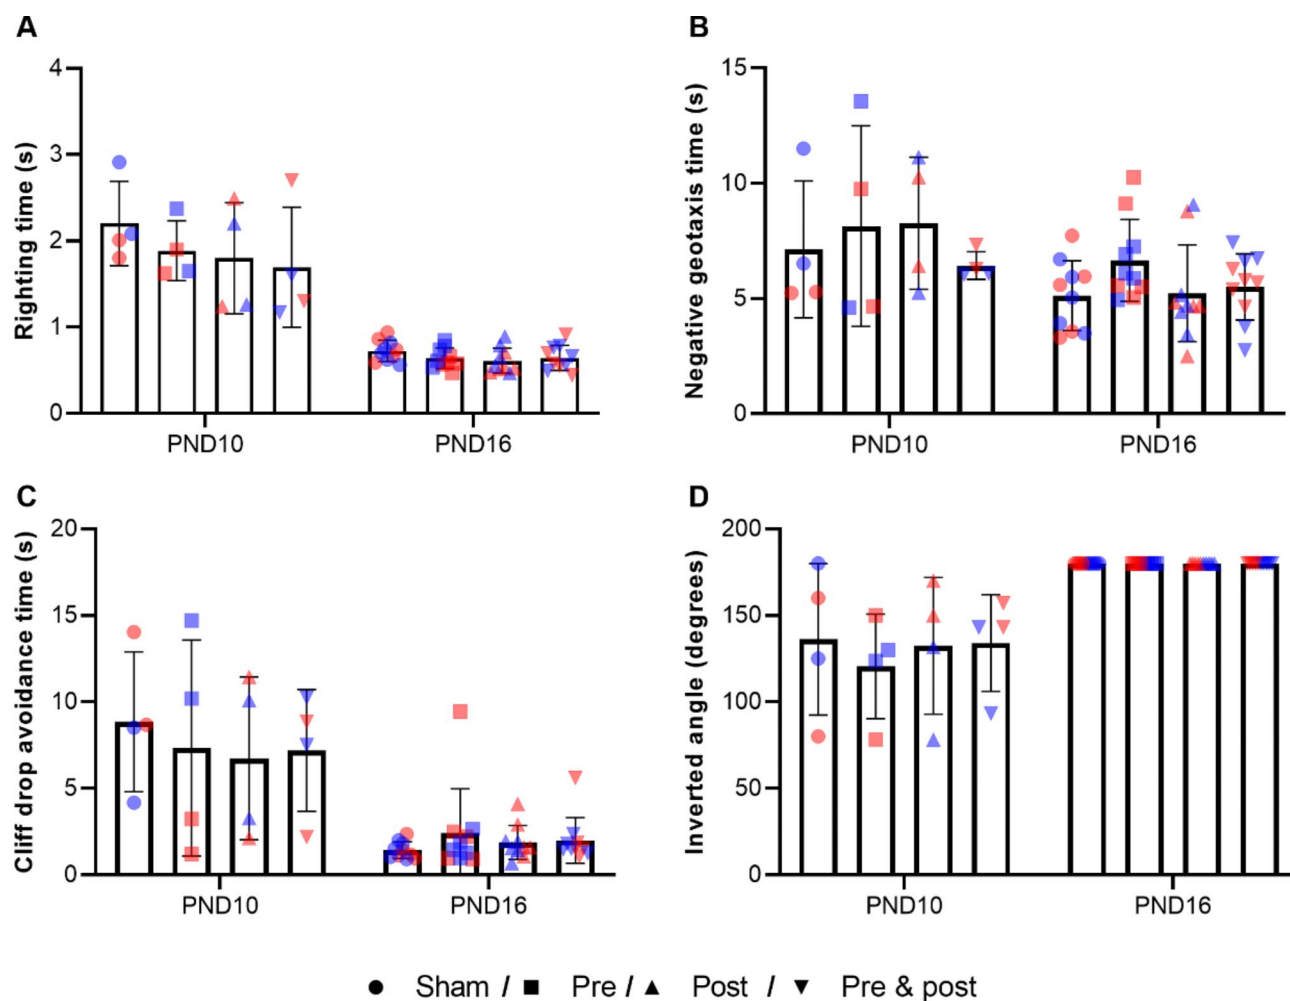 A
Righting time (s)
4
3
2
1
0
PND10
PND16
B
Negative geotaxis time (s)
15
10
5
0
PND10
PND16
C
Cliff drop avoidance time (s)
20
15
10
5
0
PND10
PND16
D
Inverted angle (degrees)
200
150
100
50
0
PND10
PND16
Sham / Pre / Post / Pre & post